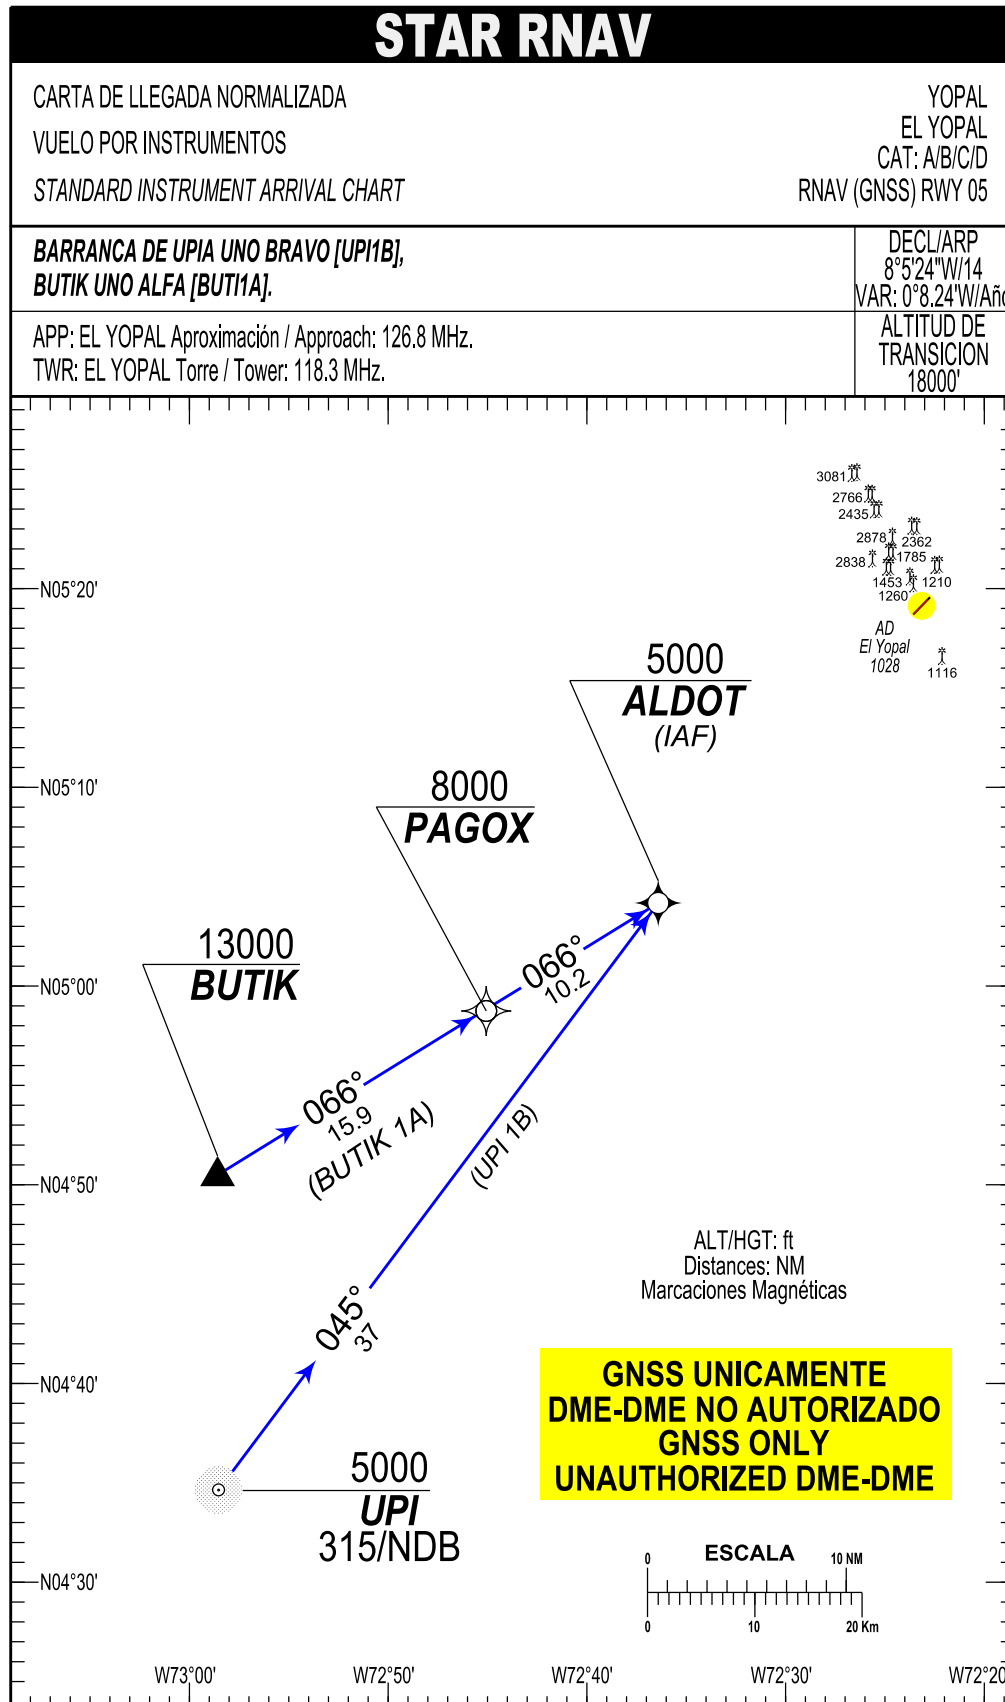 STAR RNAV
CARTA DE LLEGADA NORMALIZADA
VUELO POR INSTRUMENTOS
STANDARD INSTRUMENT ARRIVAL CHART
YOPAL
EL YOPAL
CAT: A/B/C/D
RNAV (GNSS) RWY 05
BARRANCA DE UPIA UNO BRAVO [UPI1B],
BUTIK UNO ALFA [BUTI1A].
DECL/ARP
8°5'24"W/14
VAR: 0°8.24'W/Año
APP: EL YOPAL Aproximación / Approach: 126.8 MHz.
TWR: EL YOPAL Torre / Tower: 118.3 MHz.
ALTITUD DE
TRANSICION
18000'
3081
2766
2435
2878
2362
2838
1785
1453
1210
1260
N05°20'
AD
El Yopal
1028
1116
5000
ALDOT
(IAF)
N05°10'
8000
PAGOX
13000
BUTIK
066°
10.2
N05°00'
066°
15.9
(BUTIK 1A)
(UPI 1B)
N04°50'
ALT/HGT: ft
Distances: NM
Marcaciones Magnéticas
045°
37
N04°40'
GNSS UNICAMENTE
DME-DME NO AUTORIZADO
GNSS ONLY
UNAUTHORIZED DME-DME
5000
UPI
315/NDB
N04°30'
ESCALA
0
10 NM
0
10
20 Km
W73°00'
W72°50'
W72°40'
W72°30'
W72°20